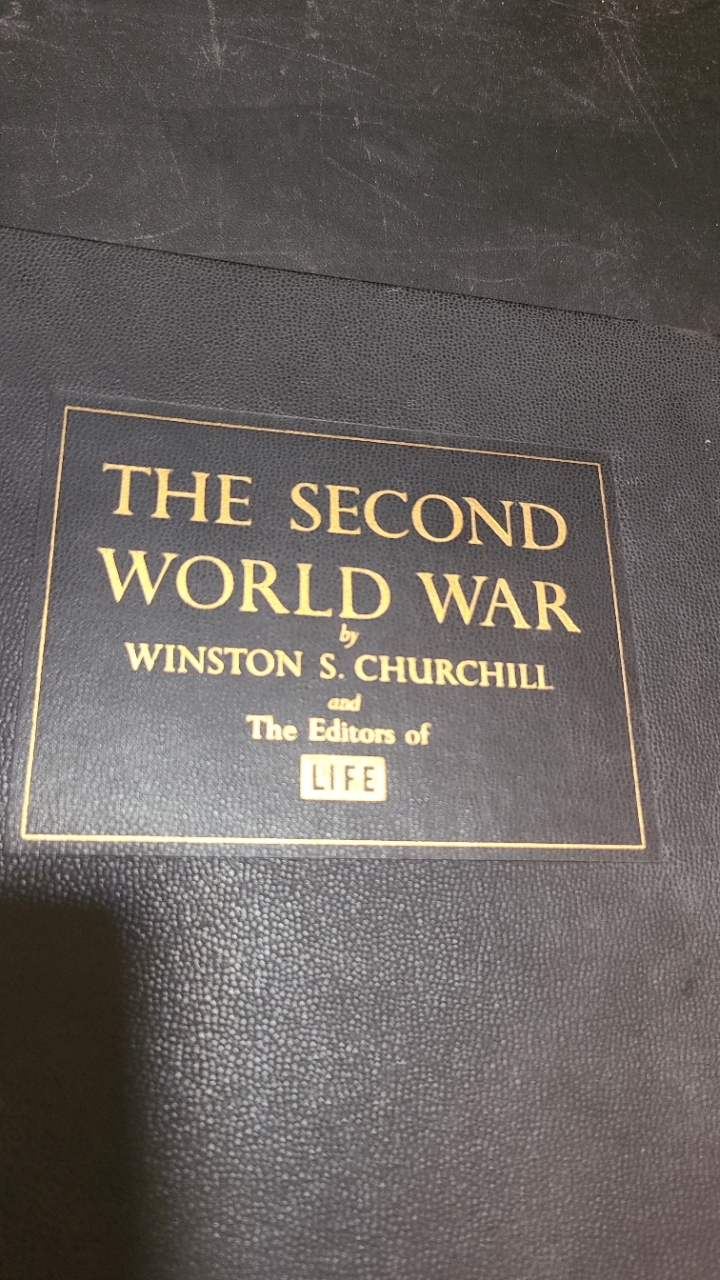 THE SECOND
WORLD WAR
by
WINSTON S. CHURCHILL
and
The Editors of
LIFE